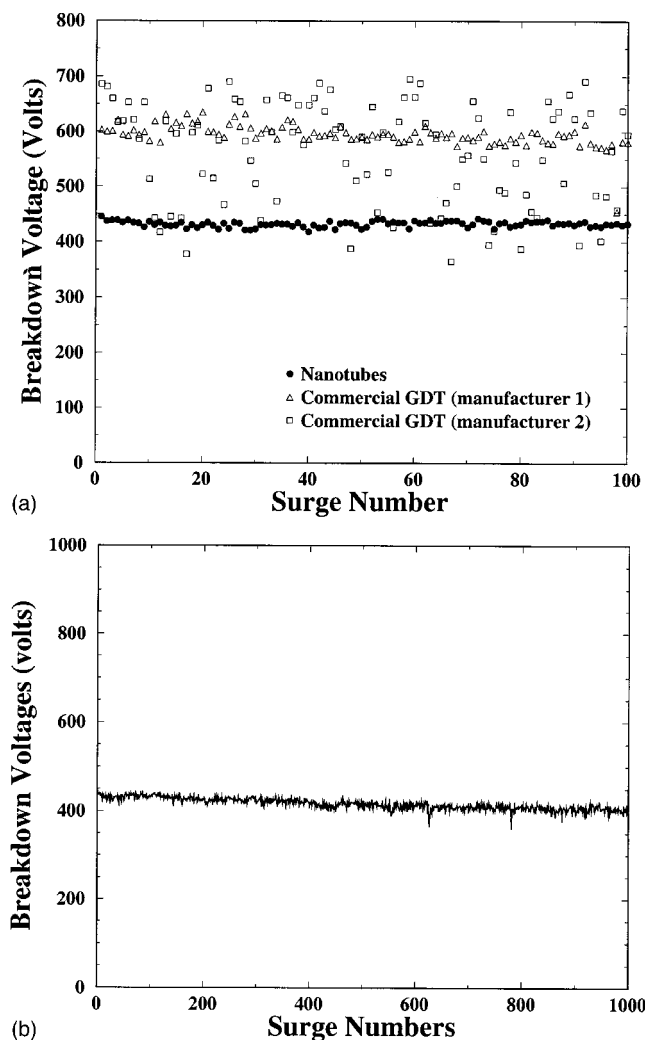 800
700
600
500
400
300
200
100
0
Breakdown Voltage (Volts)
● Nanotubes
△ Commercial GDT (manufacturer 1)
□ Commercial GDT (manufacturer 2)
0 20 40 60 80 100
(a) Surge Number
1000
800
600
400
200
0
Breakdown Voltages (volts)
0 200 400 600 800 1000
(b) Surge Numbers